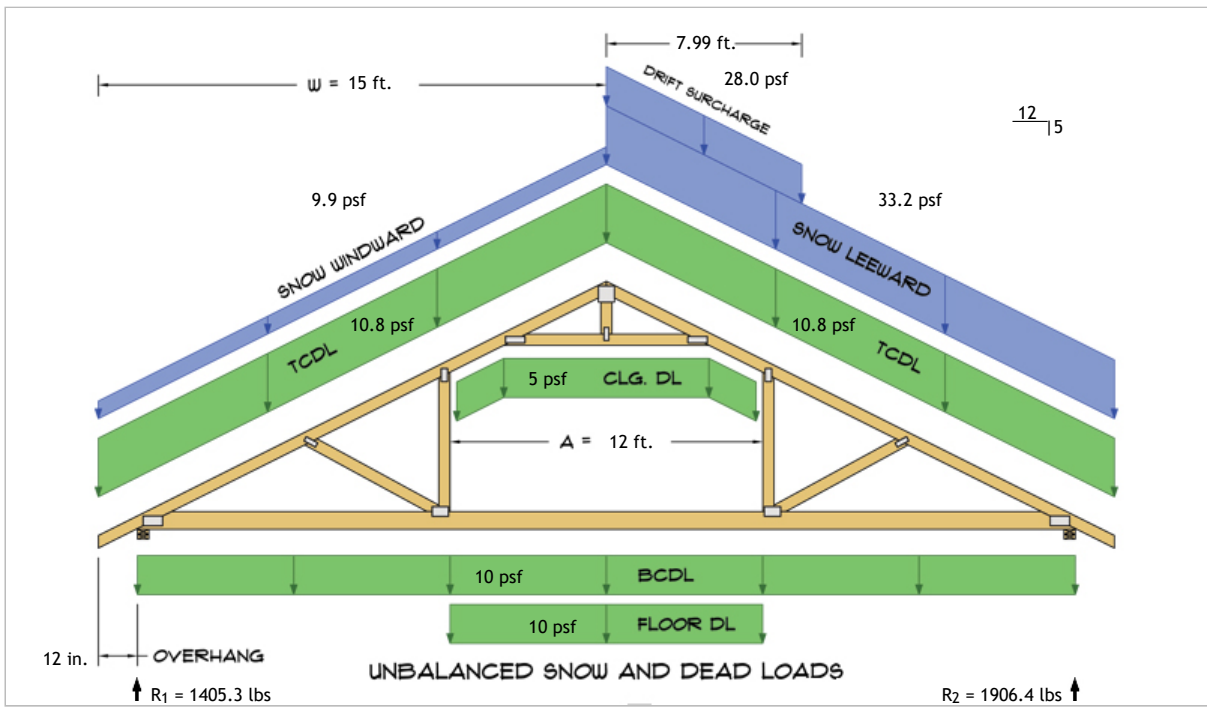 7.99 ft.
W = 15 ft.
DRIFT SURCHARGE
28.0 psf
12
5
9.9 psf
33.2 psf
SNOW WINDWARD
SNOW LEEWARD
10.8 psf
10.8 psf
TCDL
TCDL
5 psf CLG. DL
A = 12 ft.
10 psf BCDL
10 psf FLOOR DL
12 in. OVERHANG
UNBALANCED SNOW AND DEAD LOADS
R1 = 1405.3 lbs
R2 = 1906.4 lbs